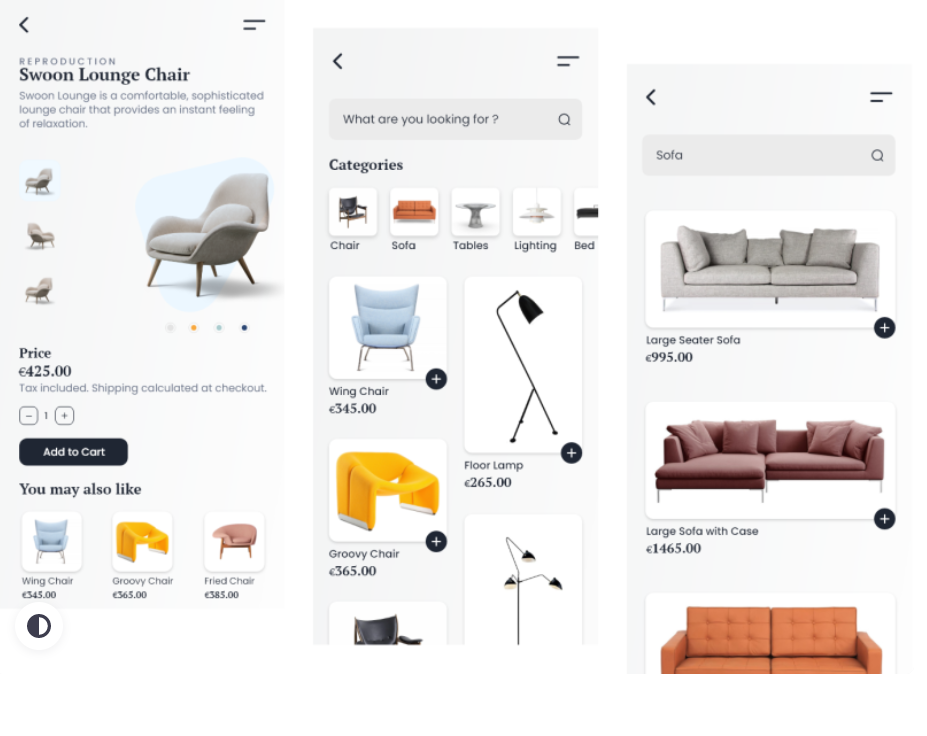 REPRODUCTION
Swoon Lounge Chair
Swoon Lounge is a comfortable, sophisticated
lounge chair that provides an instant feeling
of relaxation.
Price
€425.00
Tax included. Shipping calculated at checkout.
− 1 +
Add to Cart
You may also like
Wing Chair Groovy Chair Fried Chair
€345.00 €365.00 €385.00
What are you looking for ?
Categories
Chair Sofa Tables Lighting Bed
Wing Chair
€345.00
Floor Lamp
€265.00
Groovy Chair
€365.00
Sofa
Large Seater Sofa
€995.00
Large Sofa with Case
€1465.00